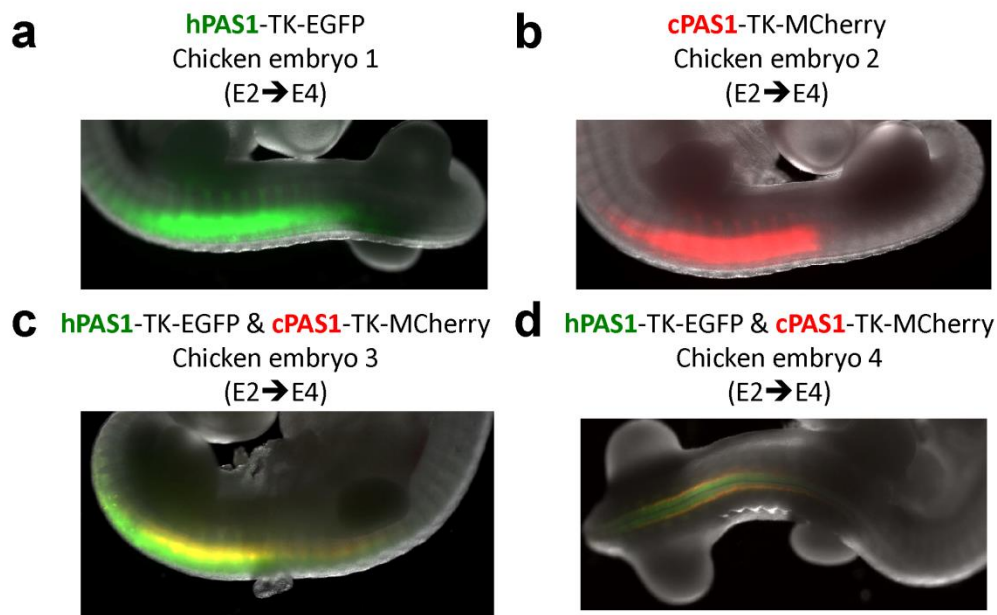 a
hPAS1-TK-EGFP
Chicken embryo 1
(E2➔E4)
b
cPAS1-TK-MCherry
Chicken embryo 2
(E2➔E4)
c
hPAS1-TK-EGFP & cPAS1-TK-MCherry
Chicken embryo 3
(E2➔E4)
d
hPAS1-TK-EGFP & cPAS1-TK-MCherry
Chicken embryo 4
(E2➔E4)